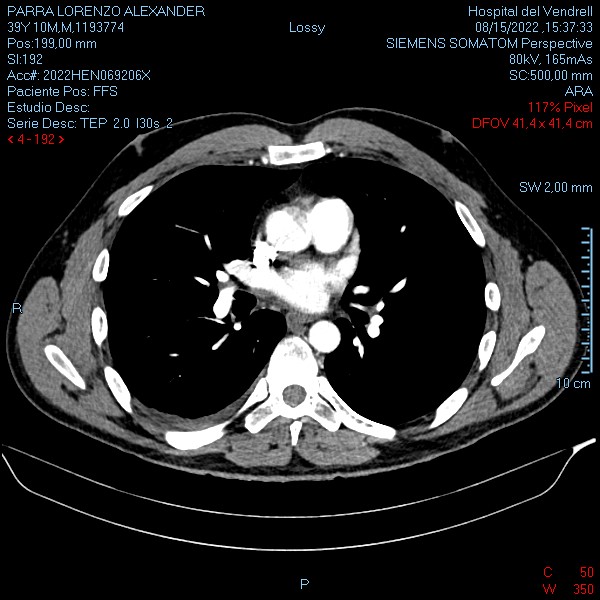 PARRA LORENZO ALEXANDER
39Y 10M,M,1193774
Pos:199,00 mm
SI:192
Acc#: 2022HEN069206X
Paciente Pos: FFS
Estudio Desc:
Serie Desc: TEP 2.0 I30s 2
< 4 - 192 >
Lossy
Hospital del Vendrell
08/15/2022 ,15:37:33
SIEMENS SOMATOM Perspective
80kV, 165mAs
SC:500,00 mm
ARA
117% Pixel
DFOV 41,4 x 41,4 cm
SW 2,00 mm
R
10 cm
P
C 50
W 350